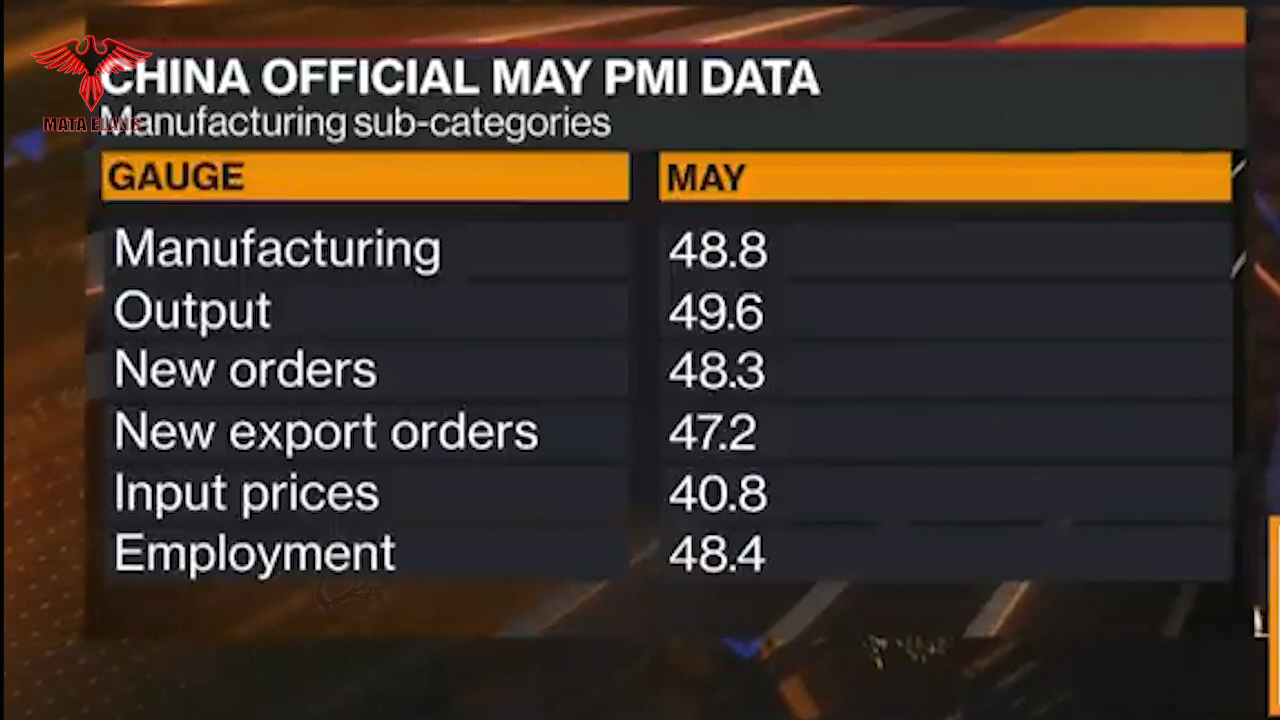 CHINA OFFICIAL MAY PMI DATA
Manufacturing sub-categories
GAUGE MAY
Manufacturing 48.8
Output 49.6
New orders 48.3
New export orders 47.2
Input prices 40.8
Employment 48.4
MATA